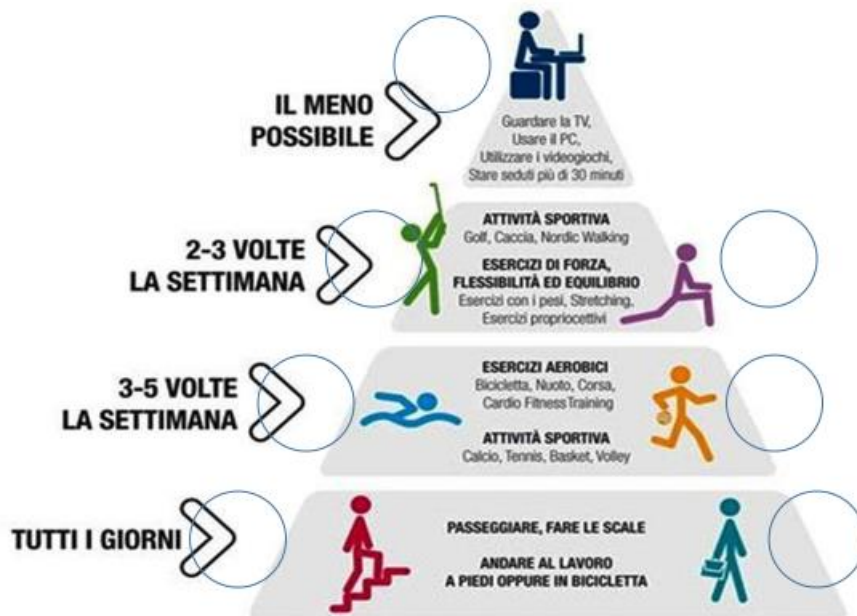 IL MENO
POSSIBILE
Guardare la TV,
Usare il PC,
Utilizzare i videogiochi,
Stare seduti più di 30 minuti
2-3 VOLTE
LA SETTIMANA
ATTIVITÀ SPORTIVA
Golf, Caccia, Nordic Walking
ESERCIZI DI FORZA,
FLESSIBILITÀ ED EQUILIBRIO
Esercizi con i pesi, Stretching,
Esercizi propriocettivi
3-5 VOLTE
LA SETTIMANA
ESERCIZI AEROBICI
Bicicletta, Nuoto, Corsa,
Cardio FitnessTraining
ATTIVITÀ SPORTIVA
Calcio, Tennis, Basket, Volley
TUTTI I GIORNI
PASSEGGIARE, FARE LE SCALE
ANDARE AL LAVORO
A PIEDI OPPURE IN BICICLETTA